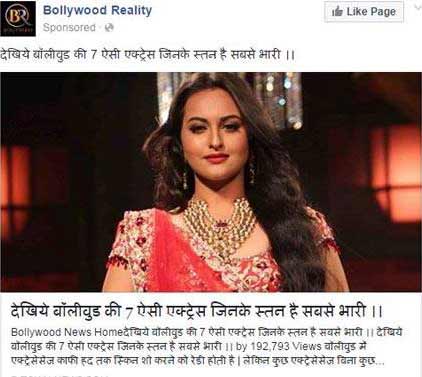 Bollywood Reality
Sponsored ·
Like Page
देखिये बॉलीवुड की 7 ऐसी एक्ट्रेस जिनके स्तन है सबसे भारी ।।
देखिये बॉलीवुड की 7 ऐसी एक्ट्रेस जिनके स्तन है सबसे भारी ।।
Bollywood News Homeदेखिये बॉलीवुड की 7 ऐसी एक्ट्रेस जिनके स्तन है सबसे भारी ।। देखिये
बॉलीवुड की 7 ऐसी एक्ट्रेस जिनके स्तन है सबसे भारी ।। by 192,793 Views बॉलीवुड में
एक्ट्रेसेसेज़ काफी हद तक स्किन शो करने को रेडी होती है | लेकिन कुछ एक्ट्रेसेसेज़ बिना कुछ...